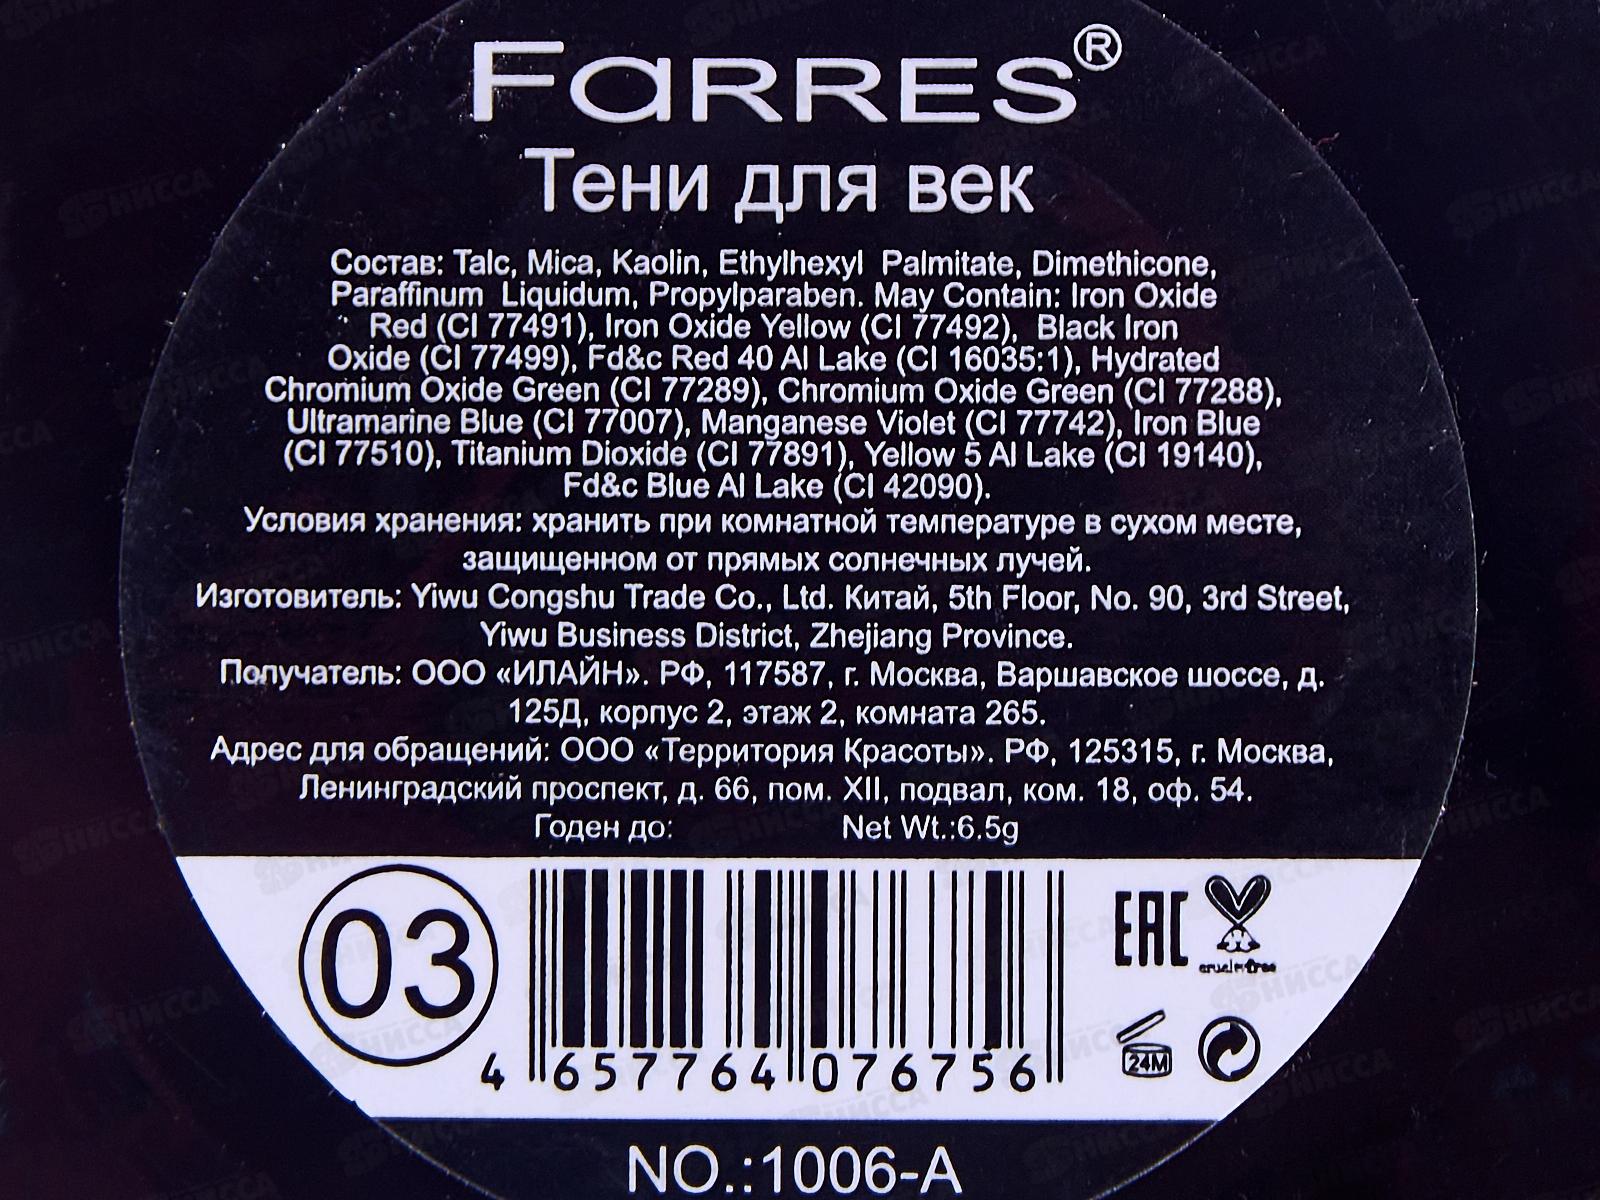 FARRES®
Тени для век
Состав: Talc, Mica, Kaolin, Ethylhexyl Palmitate, Dimethicone,
Paraffinum Liquidum, Propylparaben. May Contain: Iron Oxide
Red (CI 77491), Iron Oxide Yellow (CI 77492), Black Iron
Oxide (CI 77499), Fd&c Red 40 Al Lake (CI 16035:1), Hydrated
Chromium Oxide Green (CI 77289), Chromium Oxide Green (CI 77288),
Ultramarine Blue (CI 77007), Manganese Violet (CI 77742), Iron Blue
(CI 77510), Titanium Dioxide (CI 77891), Yellow 5 Al Lake (CI 19140),
Fd&c Blue Al Lake (CI 42090).
Условия хранения: хранить при комнатной температуре в сухом месте,
защищенном от прямых солнечных лучей.
Изготовитель: Yiwu Congshu Trade Co., Ltd. Китай, 5th Floor, No. 90, 3rd Street,
Yiwu Business District, Zhejiang Province.
Получатель: ООО «ИЛАЙН». РФ, 117587, г. Москва, Варшавское шоссе, д.
125Д, корпус 2, этаж 2, комната 265.
Адрес для обращений: ООО «Территория Красоты». РФ, 125315, г. Москва,
Ленинградский проспект, д. 66, пом. XII, подвал, ком. 18, оф. 54.
Годен до: Net Wt.:6.5g
03
EAC
cruelty free
24M
4 657764 076756
NO.:1006-A